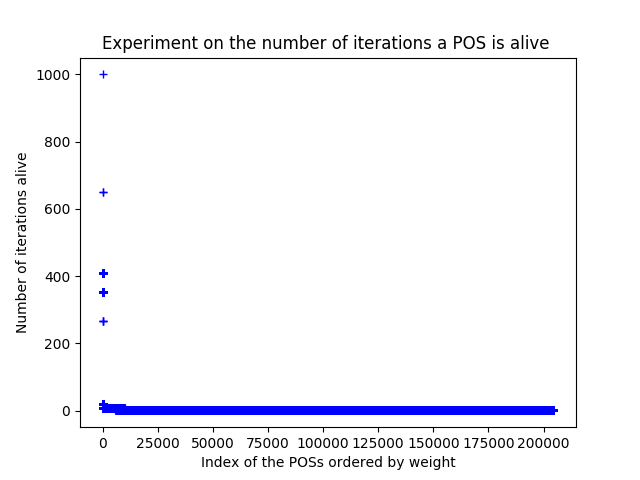 Experiment on the number of iterations a POS is alive
1000
800
600
400
200
0
Number of iterations alive
0 25000 50000 75000 100000 125000 150000 175000 200000
Index of the POSs ordered by weight